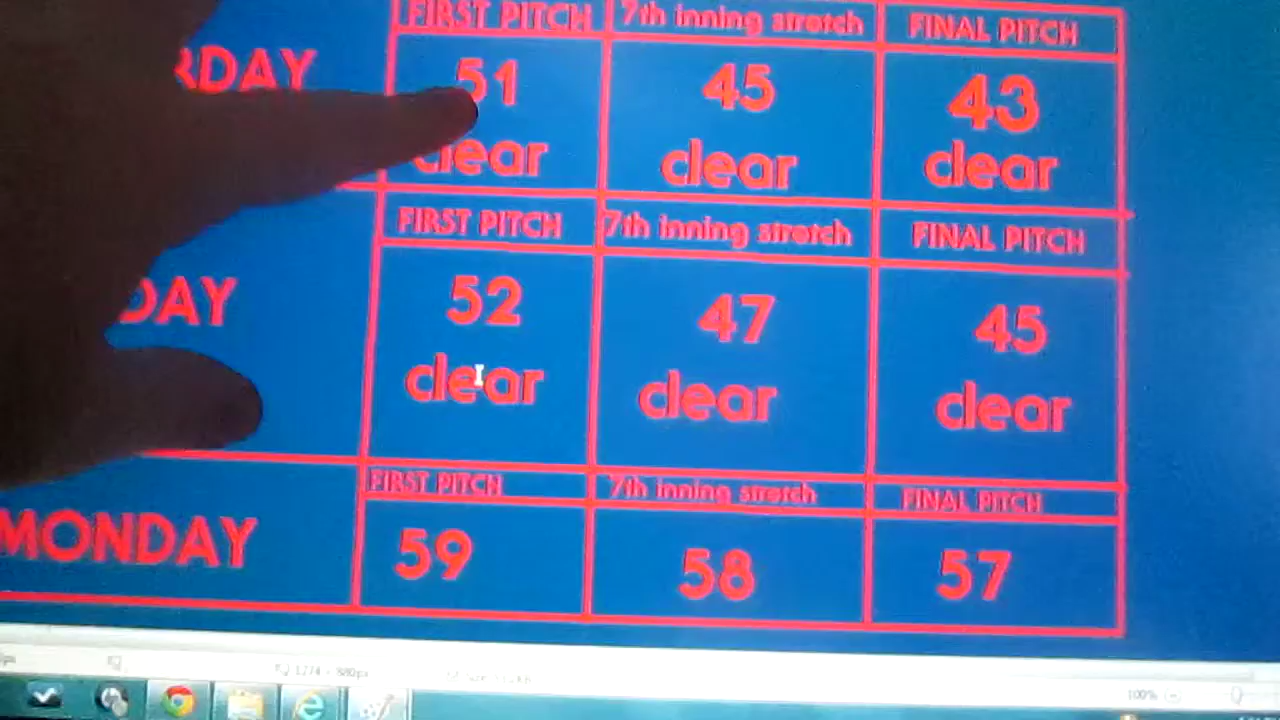 FIRST PITCH 7th inning stretch FINAL PITCH
RDAY 51 45 43
clear clear clear
FIRST PITCH 7th inning stretch FINAL PITCH
DAY 52 47 45
clear clear clear
FIRST PITCH 7th inning stretch FINAL PITCH
MONDAY 59 58 57
100%